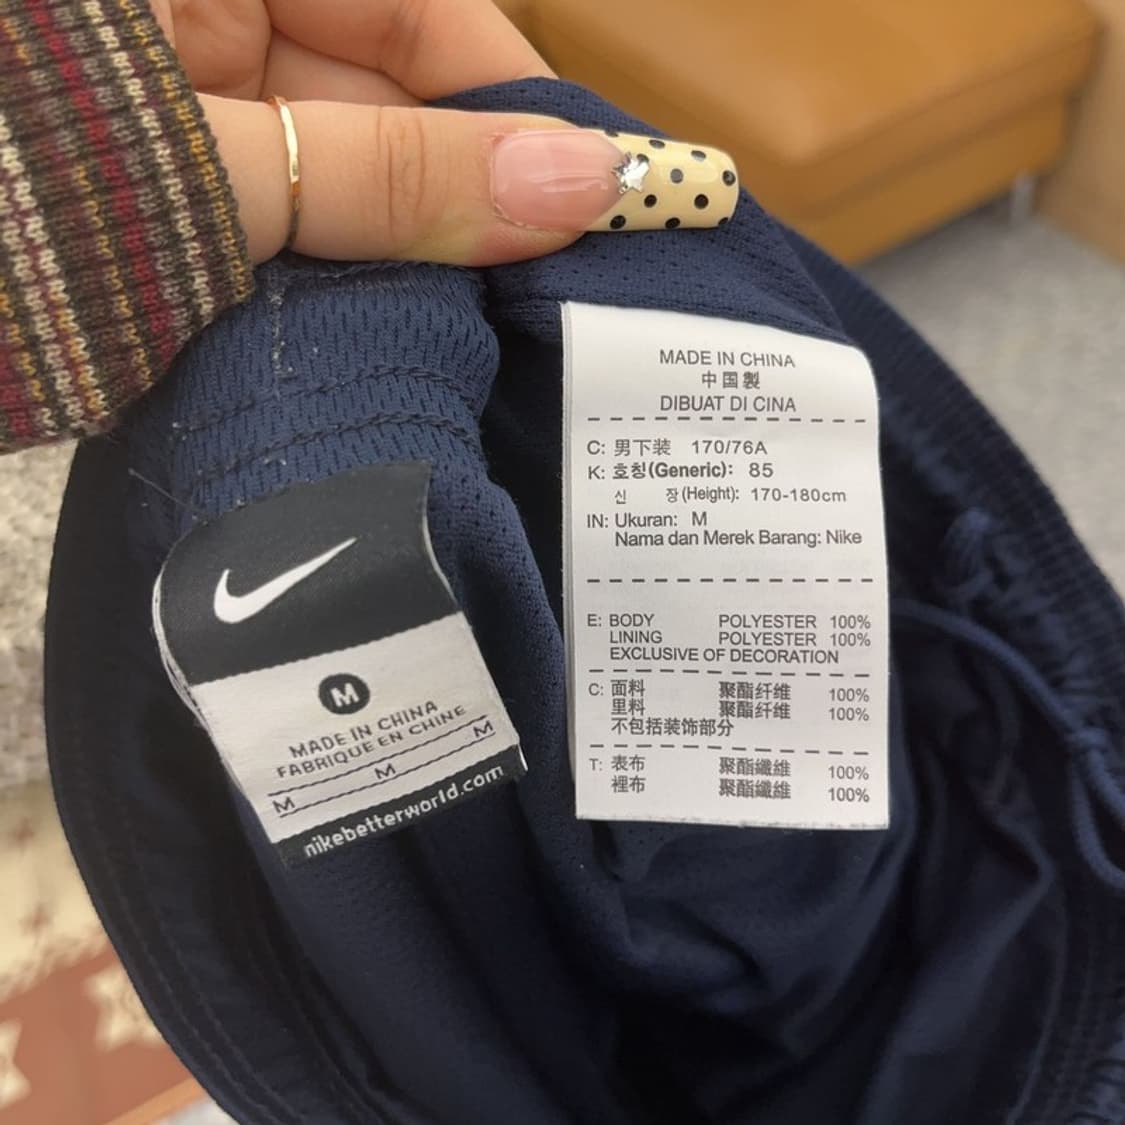 M
MADE IN CHINA
FABRIQUE EN CHINE
M M M
nikebetterworld.com
MADE IN CHINA
中国製
DIBUAT DI CINA
C: 男下装 170/76A
K: 호칭(Generic): 85
신 장(Height): 170-180cm
IN: Ukuran: M
Nama dan Merek Barang: Nike
E: BODY POLYESTER 100%
LINING POLYESTER 100%
EXCLUSIVE OF DECORATION
C: 面料 聚酯纤维 100%
里料 聚酯纤维 100%
不包括装饰部分
T: 表布 聚酯纖維 100%
裡布 聚酯纖維 100%